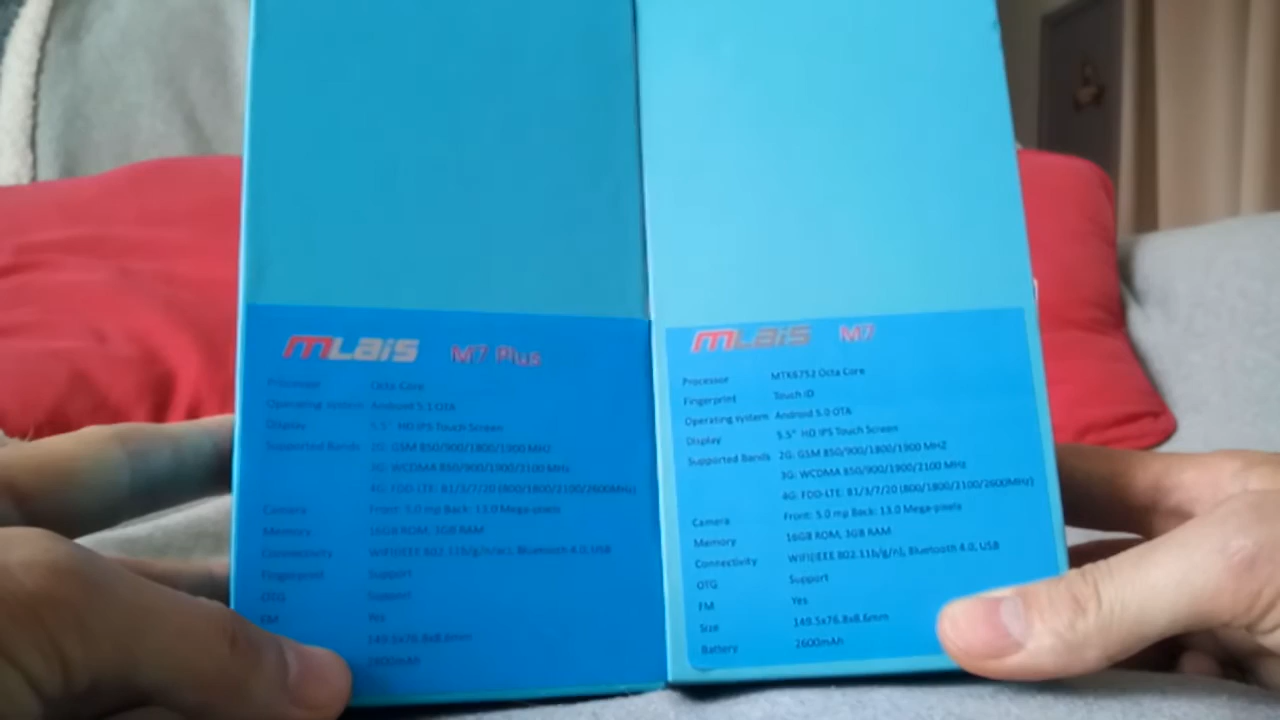 mLais M7 Plus
Processor Octa Core
Operating system Android 5.1 OTA
Display 5.5" HD IPS Touch Screen
Supported Bands 2G: GSM 850/900/1800/1900 MHz
3G: WCDMA 850/900/1900/2100 MHz
4G: FDD-LTE: B1/3/7/20 (800/1800/2100/2600MHz)
Camera Front: 5.0 mp Back: 13.0 Mega-pixels
Memory 16GB ROM, 3GB RAM
Connectivity WIFI(IEEE 802.11b/g/n/ac), Bluetooth 4.0, USB
Fingerprint Support
OTG Support
FM Yes
149.5x76.8x8.6mm
mLais M7
Processor MTK6752 Octa Core
Fingerprint Touch ID
Operating system Android 5.0 OTA
Display 5.5" HD IPS Touch Screen
Supported Bands 2G: GSM 850/900/1800/1900 MHZ
3G: WCDMA 850/900/1900/2100 MHz
4G: FDD-LTE: B1/3/7/20 (800/1800/2100/2600MHz)
Camera Front: 5.0 mp Back: 13.0 Mega-pixels
Memory 16GB ROM, 3GB RAM
Connectivity WIFI(IEEE 802.11b/g/n), Bluetooth 4.0, USB
OTG Support
FM Yes
Size 149.5x76.8x8.6mm
Battery 2600mAh